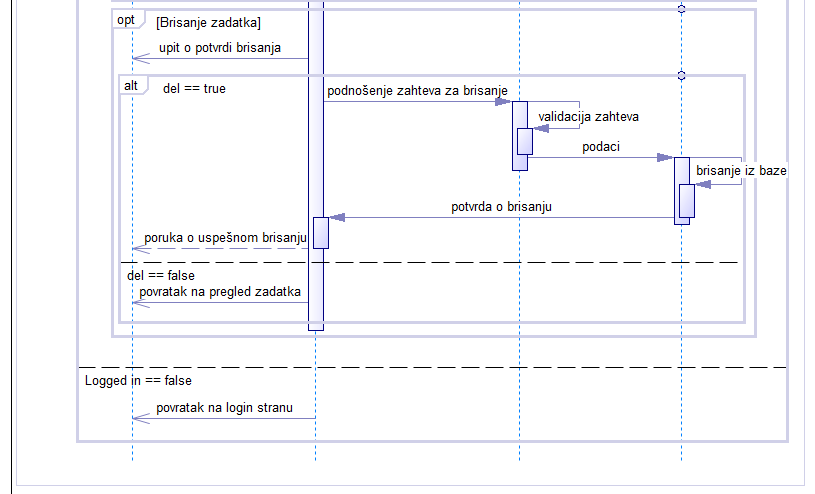 opt
[Brisanje zadatka]
upit o potvrdi brisanja
alt
del == true
podnošenje zahteva za brisanje
validacija zahteva
podaci
brisanje iz baze
potvrda o brisanju
poruka o uspešnom brisanju
del == false
povratak na pregled zadatka
Logged in == false
povratak na login stranu